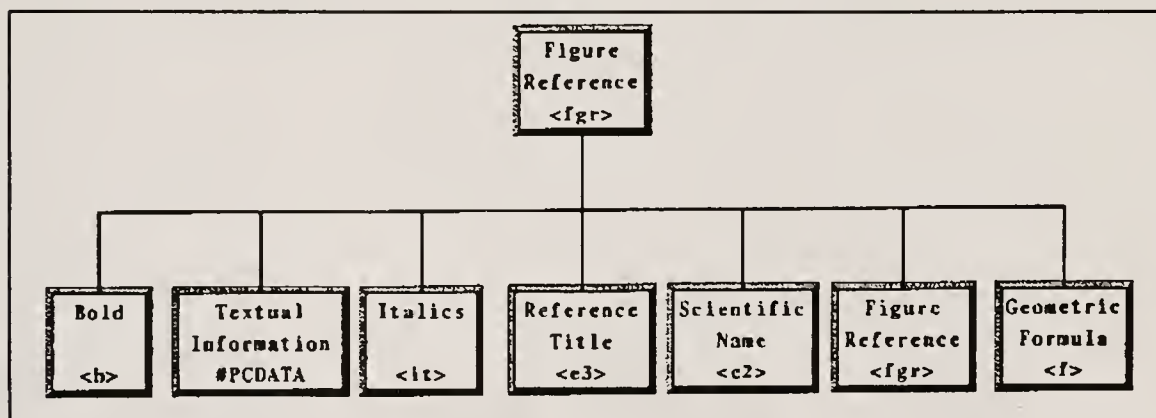 Figure
Reference
<fgr>
Bold
<b>
Textual
Information
#PCDATA
Italics
<it>
Reference
Title
<e3>
Scientific
Name
<e2>
Figure
Reference
<fgr>
Geometric
Formula
<f>